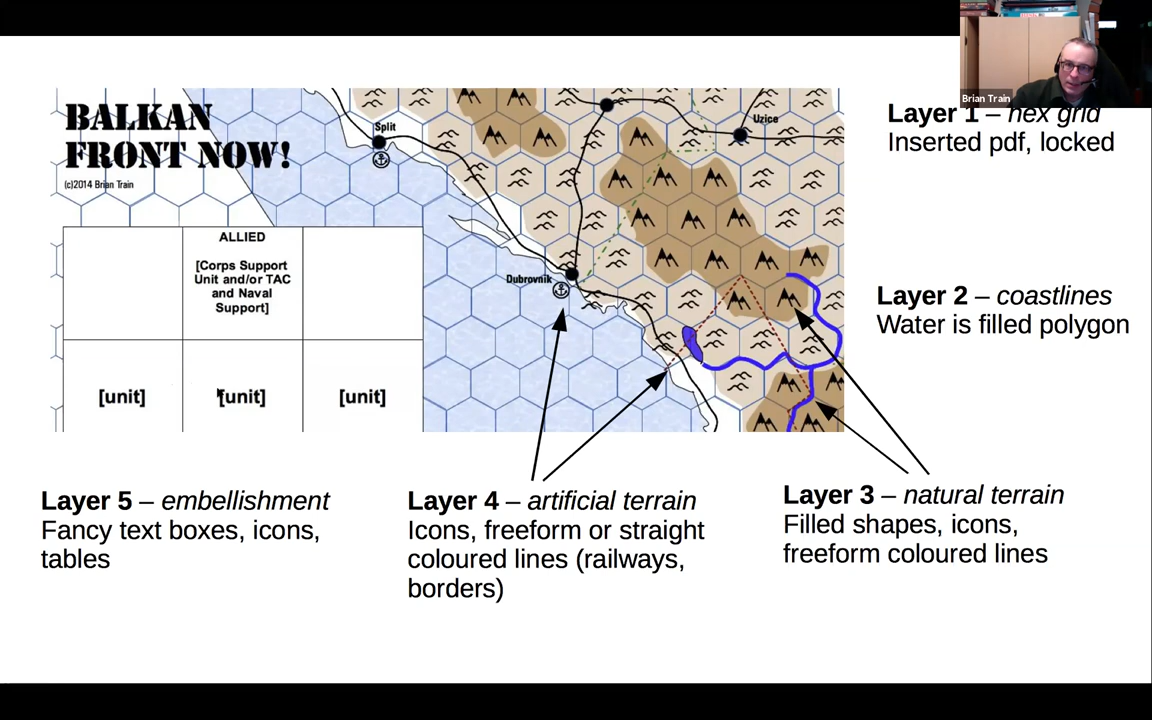 Brian Train
BALKAN
FRONT NOW!
(c)2014 Brian Train
Split
Uzice
Dubrovnik
ALLIED
[Corps Support
Unit and/or TAC
and Naval
Support]
[unit] [unit] [unit]
Layer 1 – hex grid
Inserted pdf, locked
Layer 2 – coastlines
Water is filled polygon
Layer 5 – embellishment
Fancy text boxes, icons,
tables
Layer 4 – artificial terrain
Icons, freeform or straight
coloured lines (railways,
borders)
Layer 3 – natural terrain
Filled shapes, icons,
freeform coloured lines